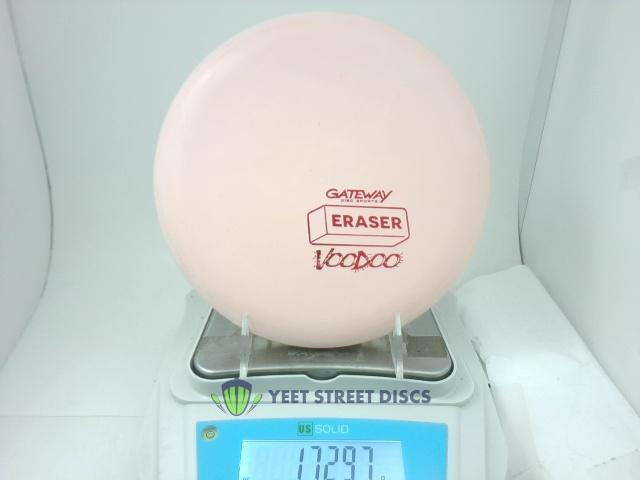 GATEWAY
DISC SPORTS
ERASER
VOODOO
YEET STREET DISCS
US SOLID
172.97